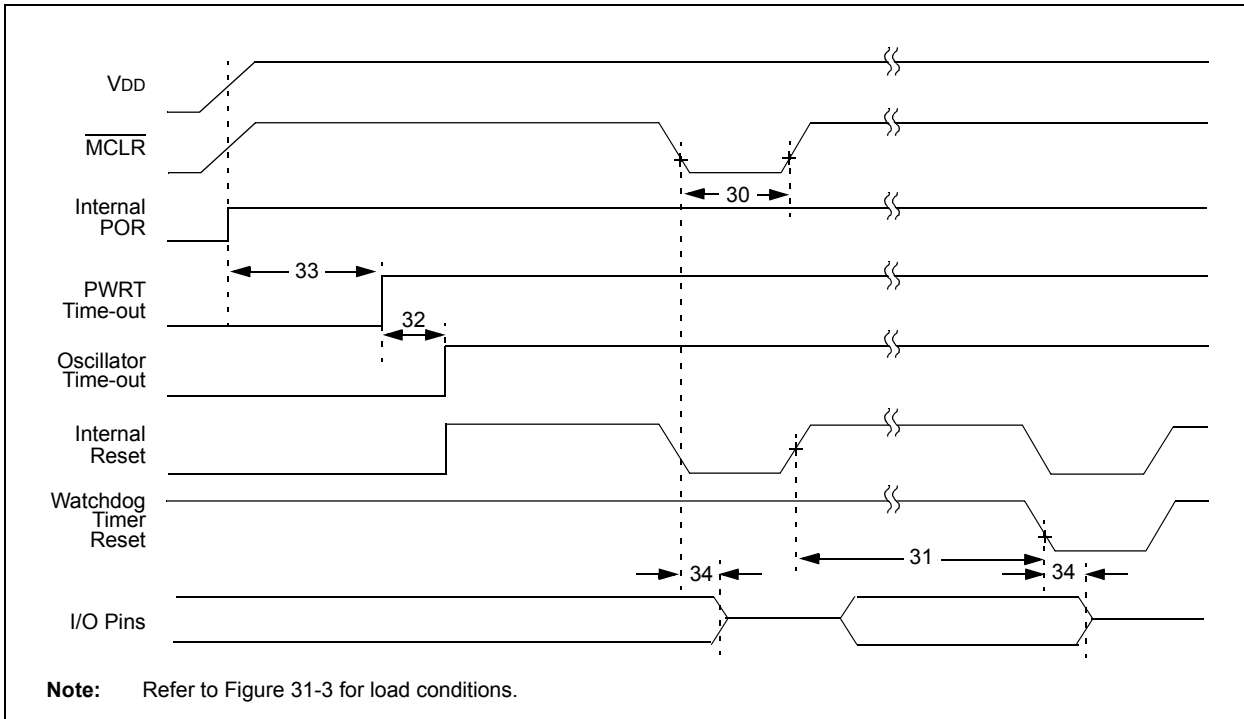 VDD
MCLR
30
Internal
POR
33
PWRT
Time-out
32
Oscillator
Time-out
Internal
Reset
Watchdog
Timer
Reset
31
34
34
I/O Pins
Note: Refer to Figure 31-3 for load conditions.